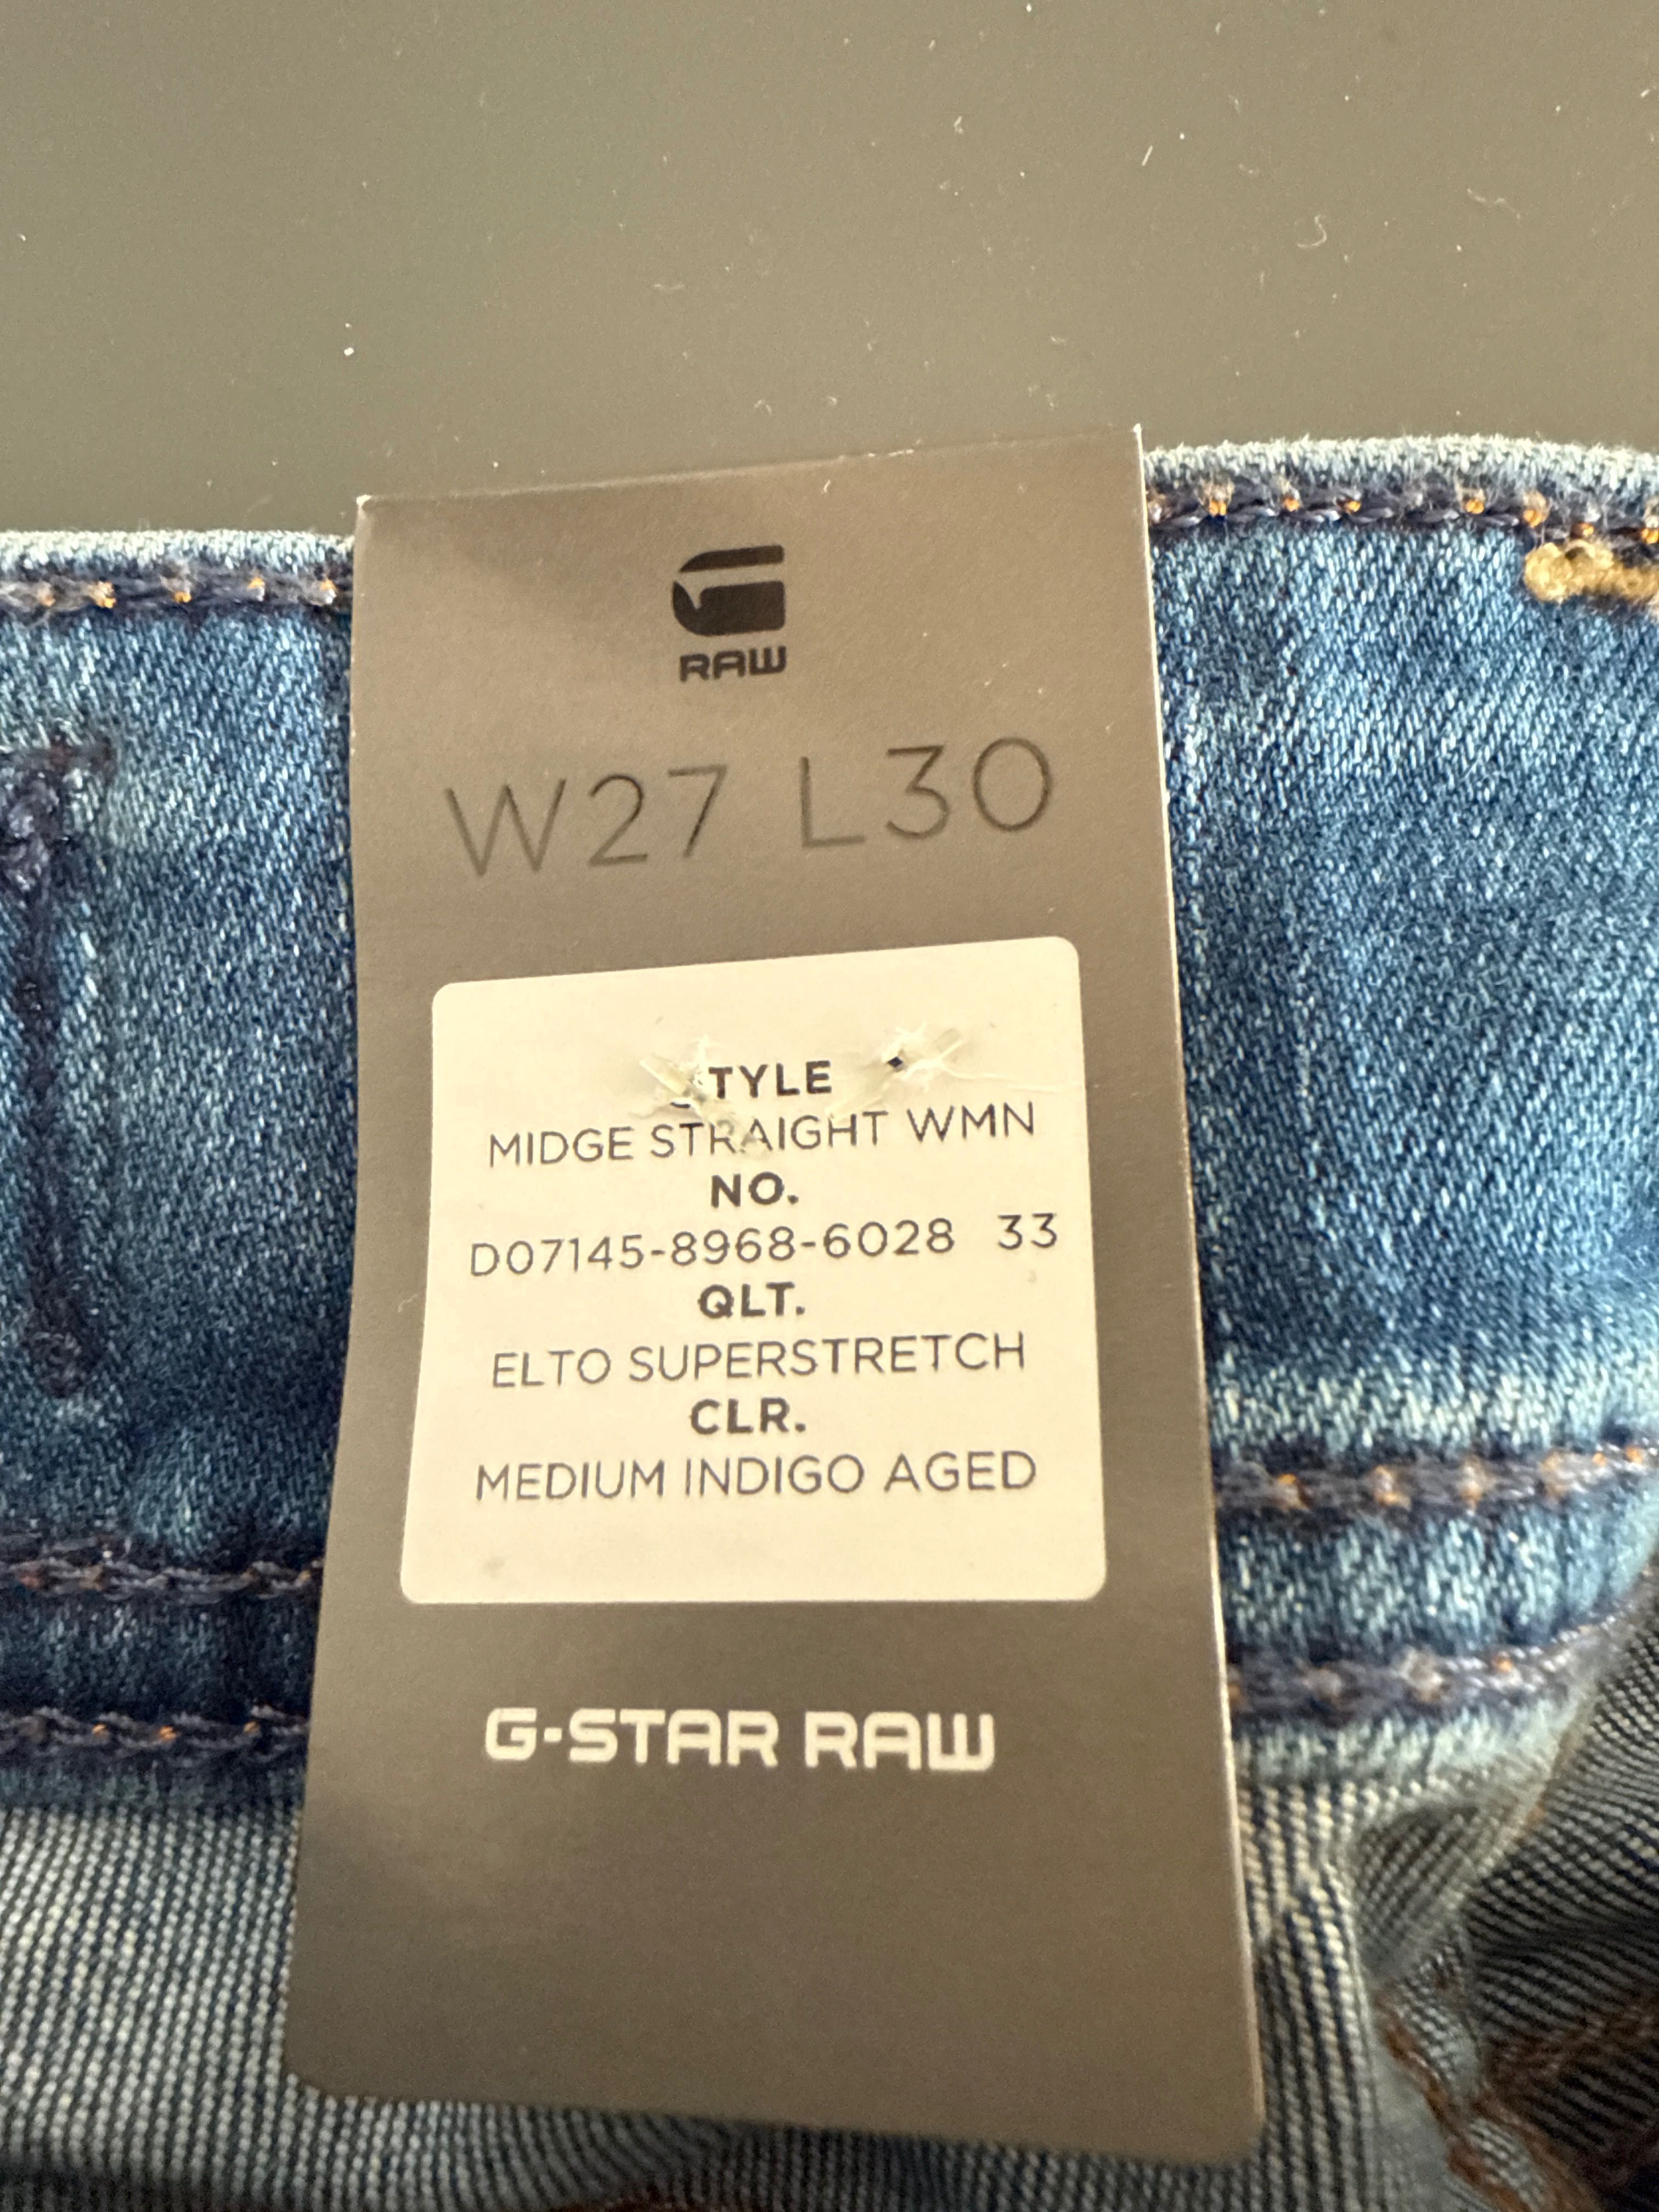 RAW
W27 L30
STYLE
MIDGE STRAIGHT WMN
NO.
D07145-8968-6028 33
QLT.
ELTO SUPERSTRETCH
CLR.
MEDIUM INDIGO AGED
G-STAR RAW